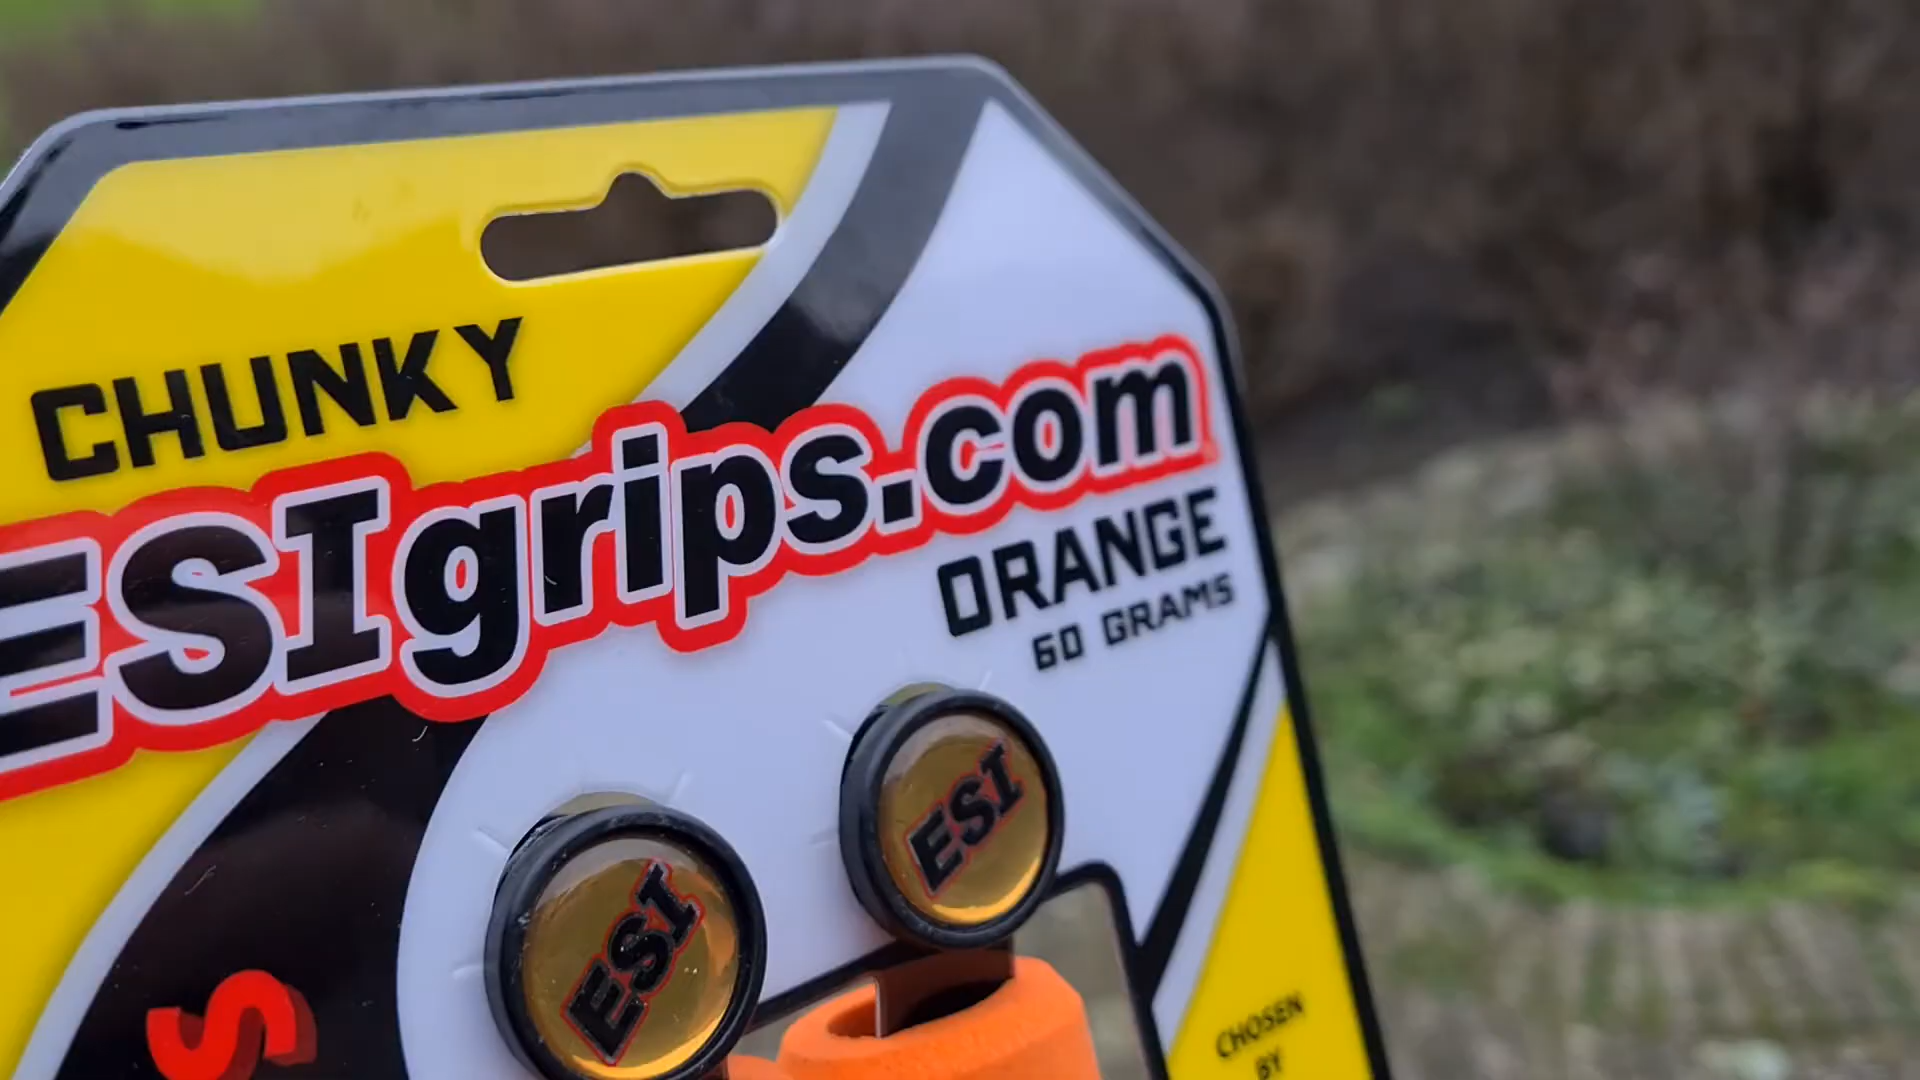 CHUNKY
ESIgrips.com
ORANGE
60 GRAMS
ESI
ESI
S
CHOSEN
BY